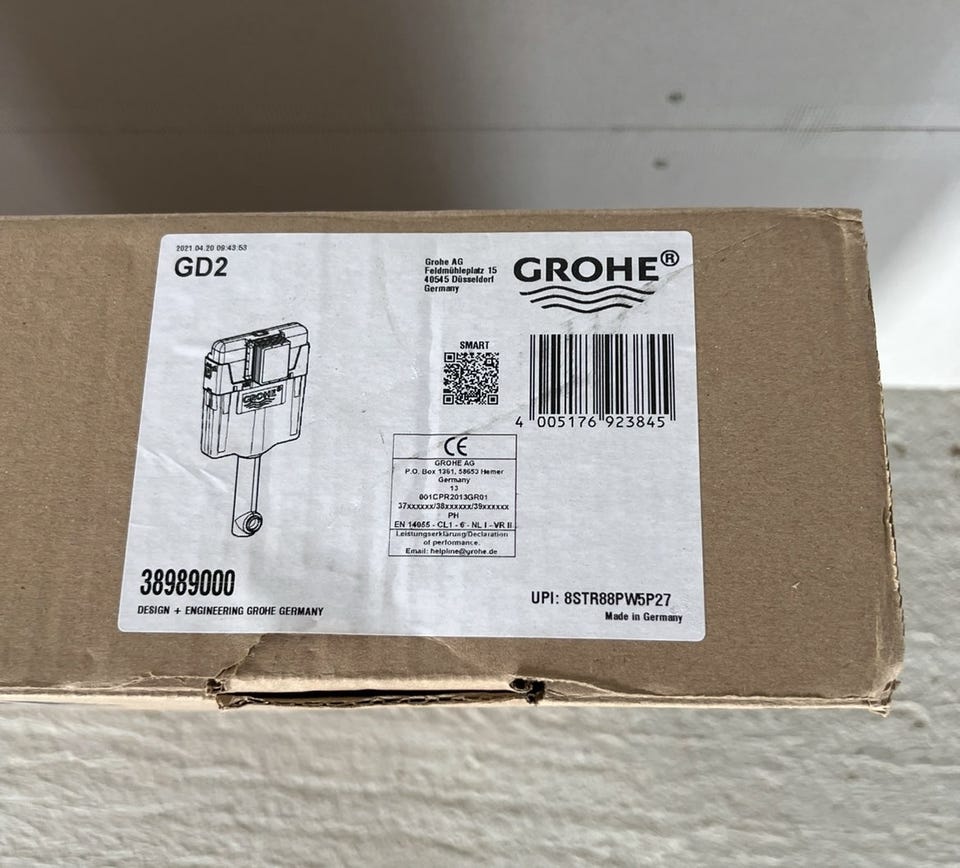 2021.04.20 09:43:53
GD2
Grohe AG
Feldmühleplatz 15
40545 Düsseldorf
Germany
GROHE®
GROHE®
SMART
4 005176 923845
CE
GROHE AG
P.O. Box 1361, 58653 Hemer
Germany
13
001CPR2013GR01
37xxxxxx/38xxxxxx/39xxxxxx
PH
EN 14055 - CL1 - 6 - NL I - VR II
Leistungserklärung/Declaration
of performance.
Email: helpline@grohe.de
38989000
DESIGN + ENGINEERING GROHE GERMANY
UPI: 8STR88PW5P27
Made in Germany